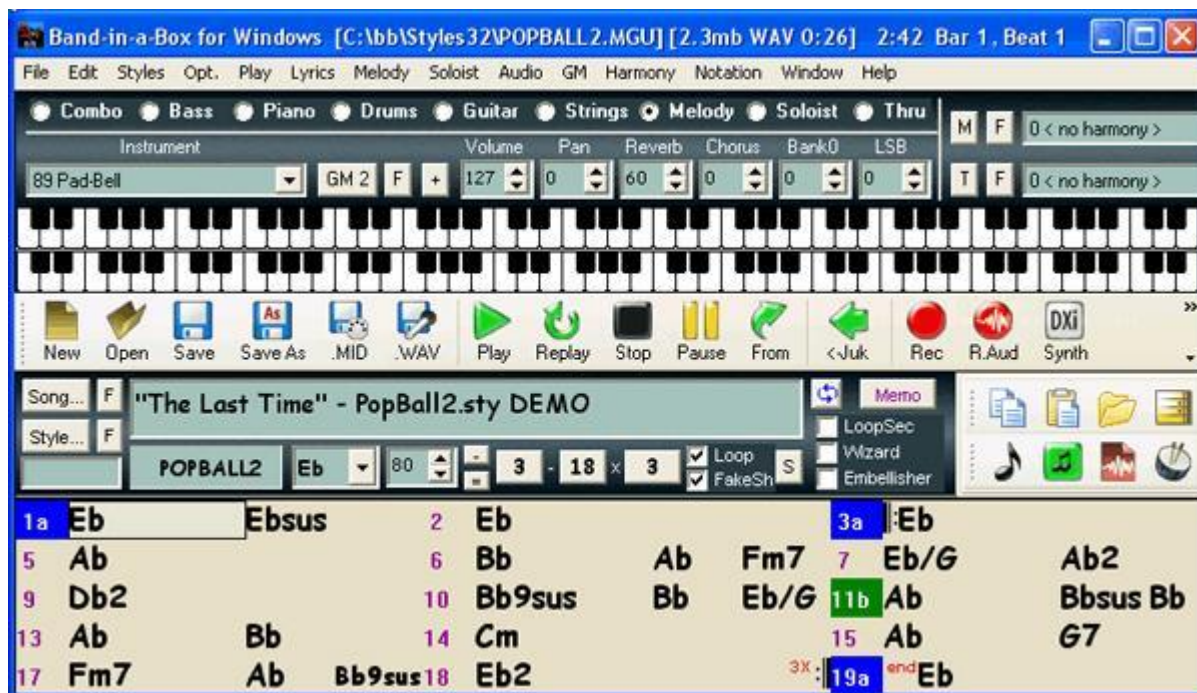 Band-in-a-Box for Windows [C:\bb\Styles32\POPBALL2.MGU] [2.3mb WAV 0:26] 2:42 Bar 1, Beat 1
File Edit Styles Opt. Play Lyrics Melody Soloist Audio GM Harmony Notation Window Help
Combo Bass Piano Drums Guitar Strings Melody Soloist Thru
M F 0 < no harmony >
Instrument Volume Pan Reverb Chorus Bank0 LSB
89 Pad-Bell GM 2 F + 127 0 60 0 0 0 T F 0 < no harmony >
As DXi »
New Open Save Save As .MID .WAV Play Replay Stop Pause From <-Juk Rec R.Aud Synth
Song... F "The Last Time" - PopBall2.sty DEMO Memo
LoopSec
Style... F Wizard
POPBALL2 Eb 80 - = 3 - 18 x 3 Loop S
FakeSh Embellisher
1a Eb Ebsus 2 Eb 3a :Eb
5 Ab 6 Bb Ab Fm7 7 Eb/G Ab2
9 Db2 10 Bb9sus Bb Eb/G 11b Ab Bbsus Bb
13 Ab Bb 14 Cm 15 Ab G7
17 Fm7 Ab Bb9sus 18 Eb2 3X : 19a end Eb